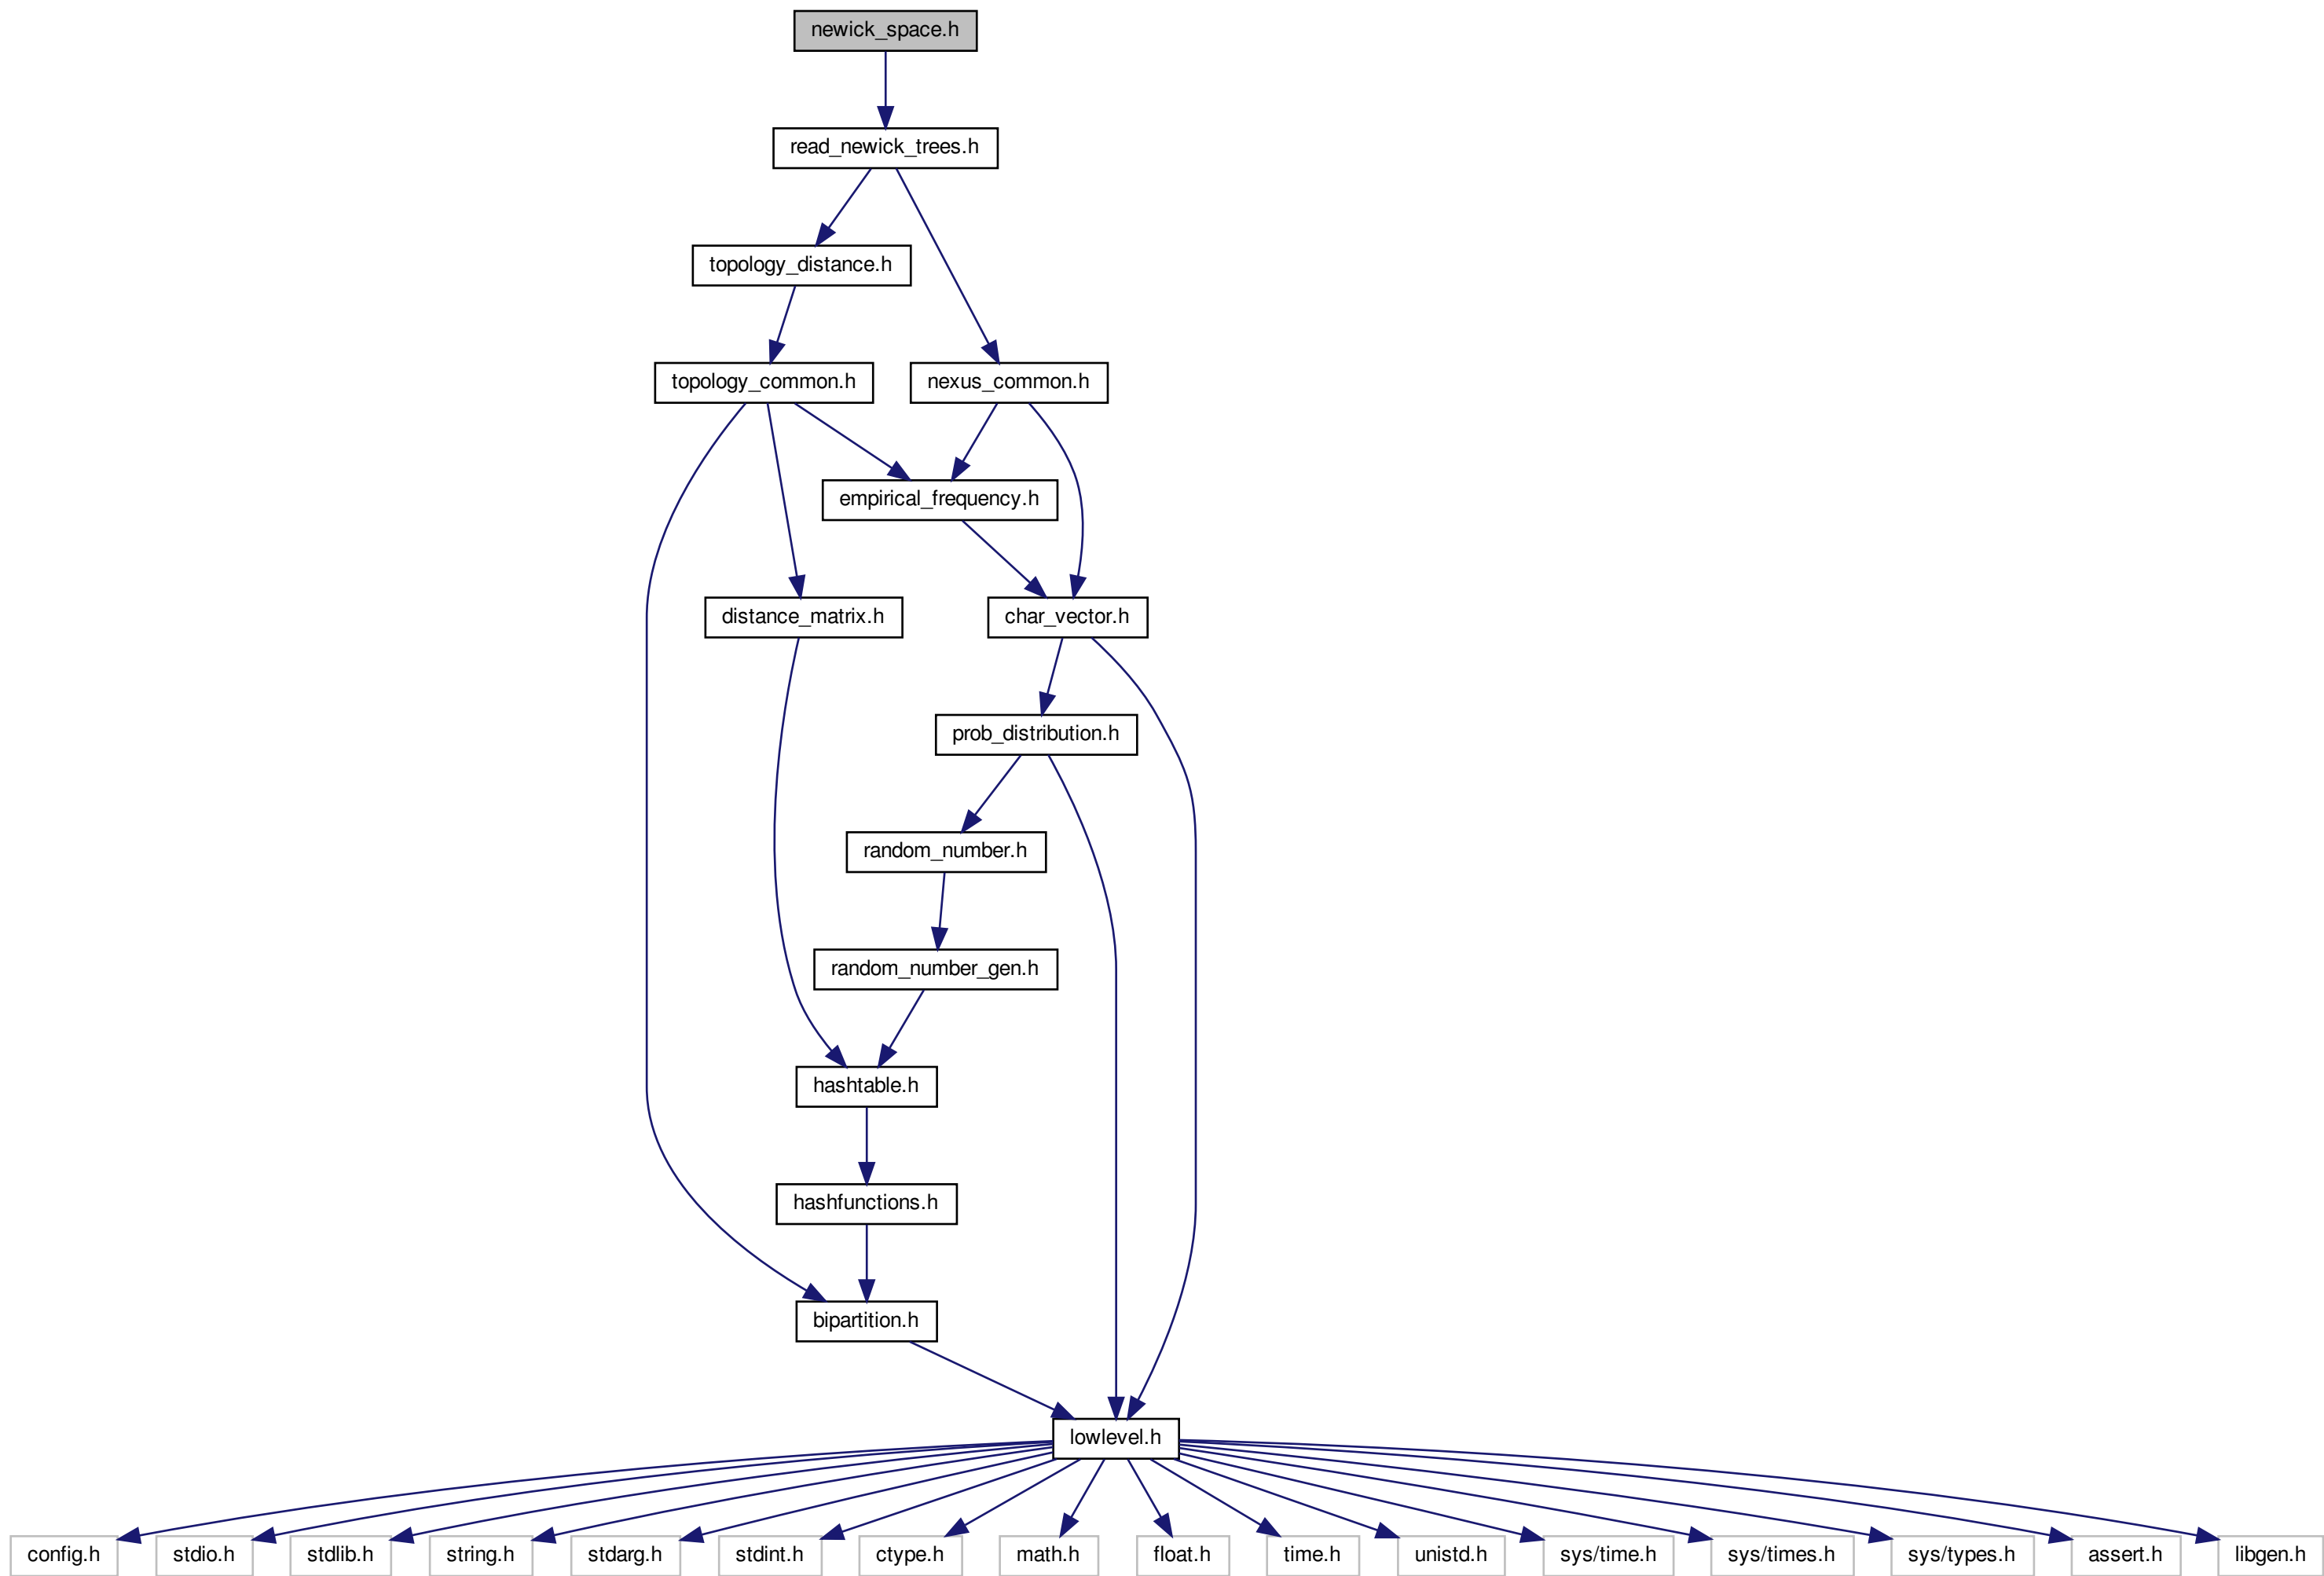 newick_space.h
read_newick_trees.h
topology_distance.h
topology_common.h
nexus_common.h
empirical_frequency.h
distance_matrix.h
char_vector.h
prob_distribution.h
random_number.h
random_number_gen.h
hashtable.h
hashfunctions.h
bipartition.h
lowlevel.h
config.h
stdio.h
stdlib.h
string.h
stdarg.h
stdint.h
ctype.h
math.h
float.h
time.h
unistd.h
sys/time.h
sys/times.h
sys/types.h
assert.h
libgen.h